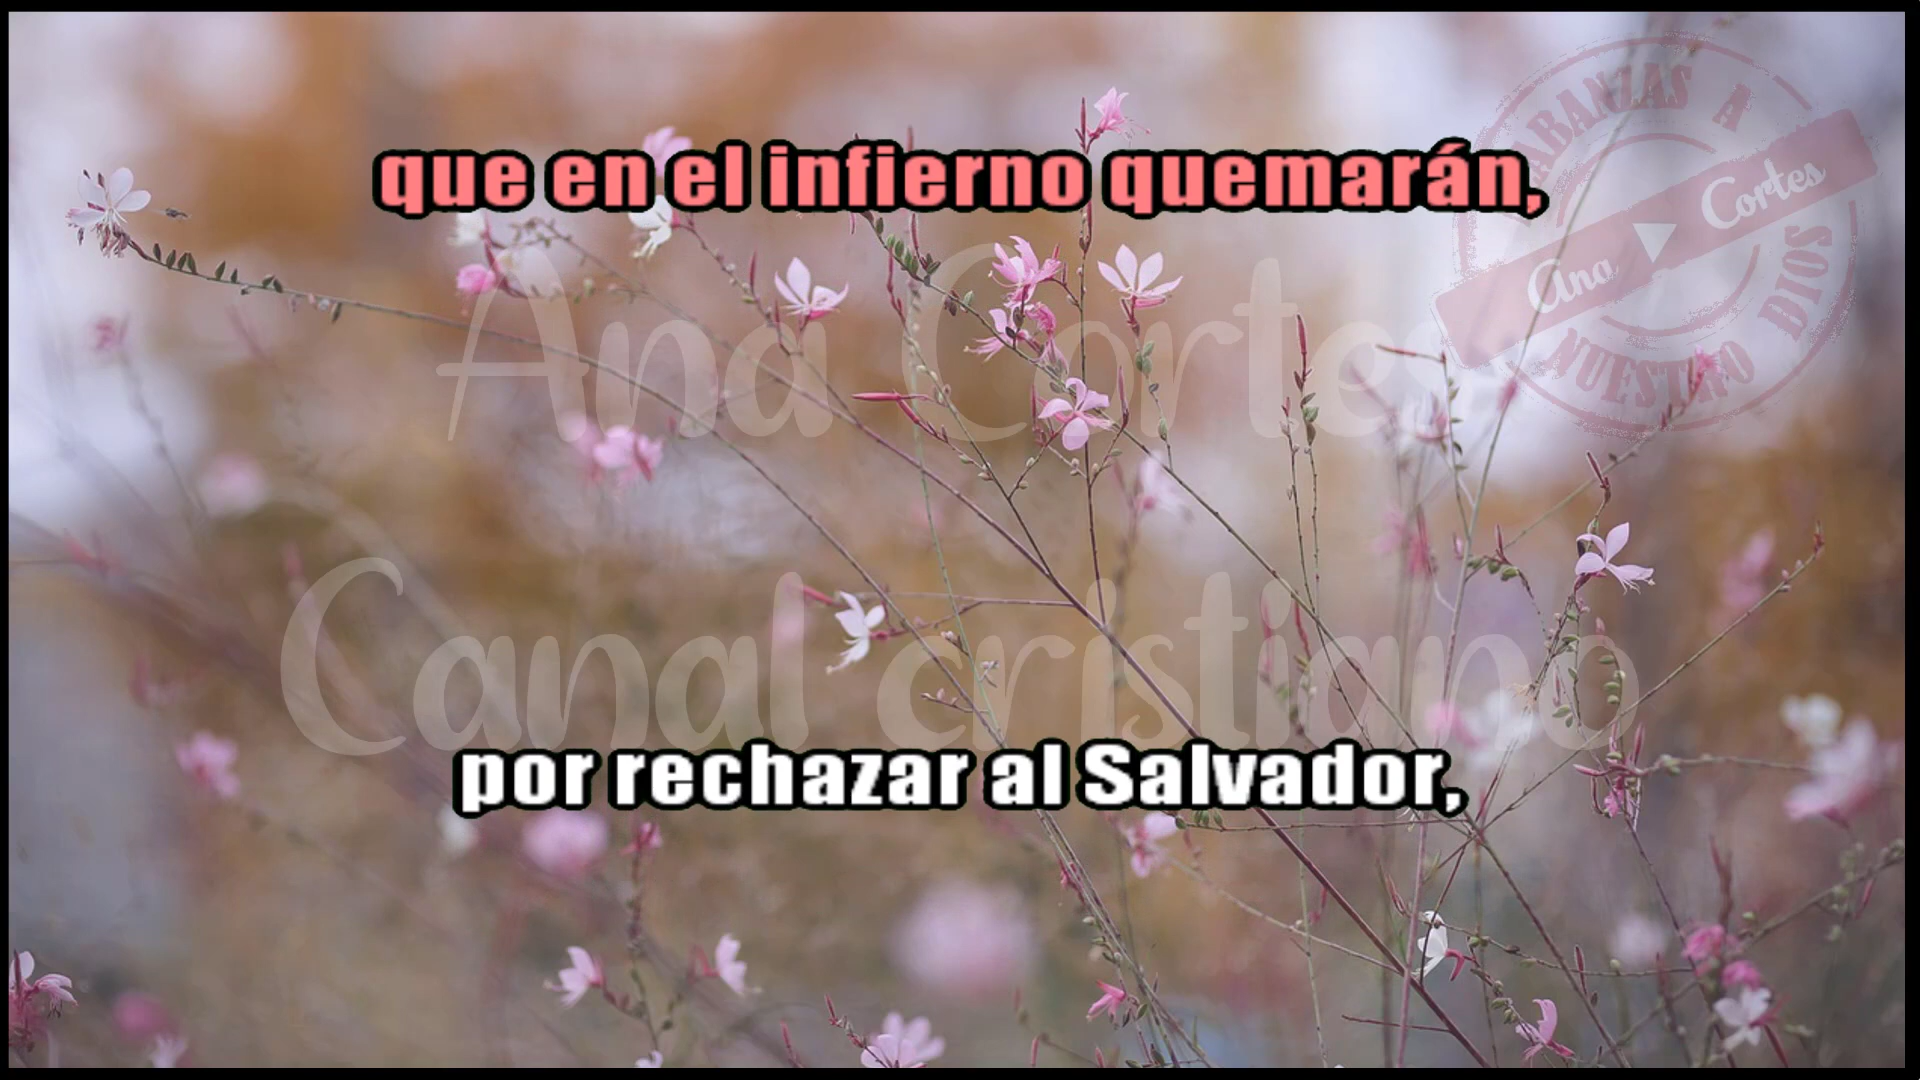 ALABANZAS A
Ana Cortes
NUESTRO DIOS
que en el infierno quemarán,
Ana Cortes
Canal cristiano
por rechazar al Salvador,